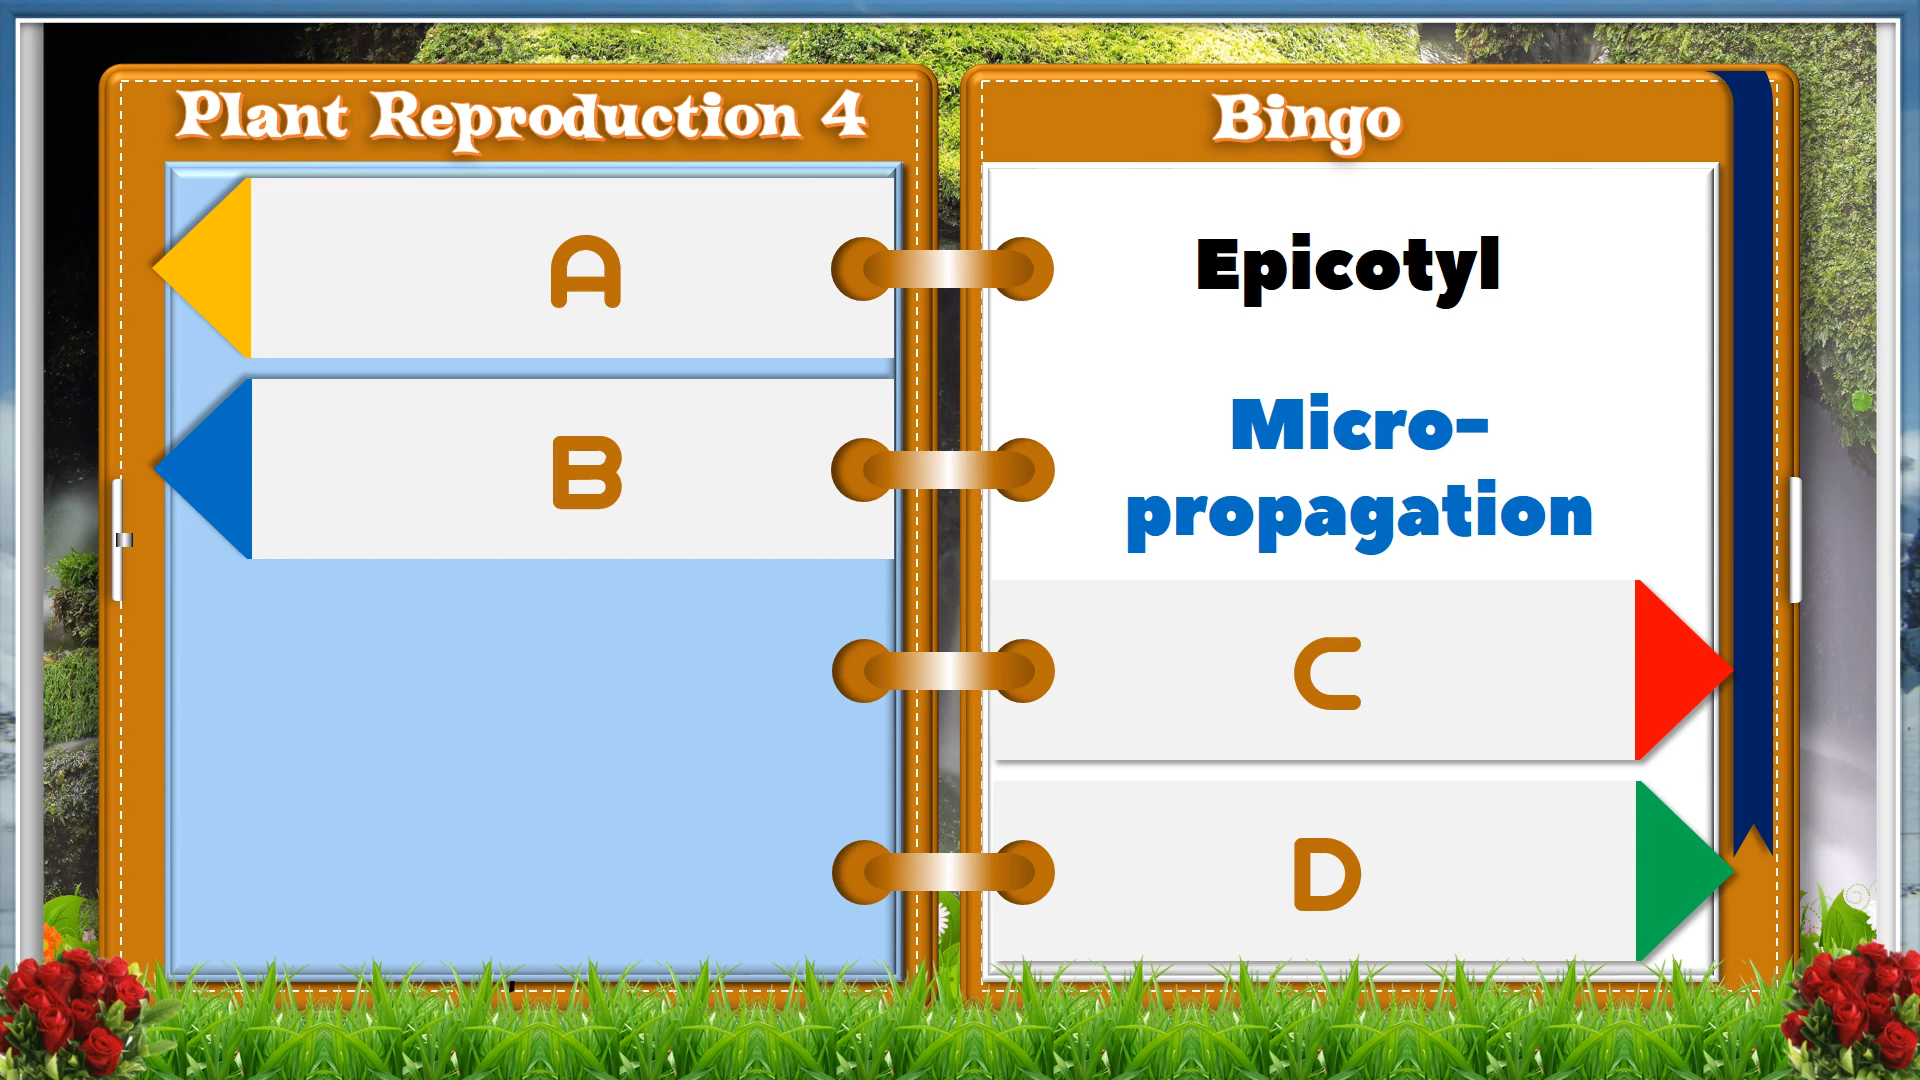 Plant Reproduction 4
A
B
Bingo
Epicotyl
Micro-
propagation
C
D